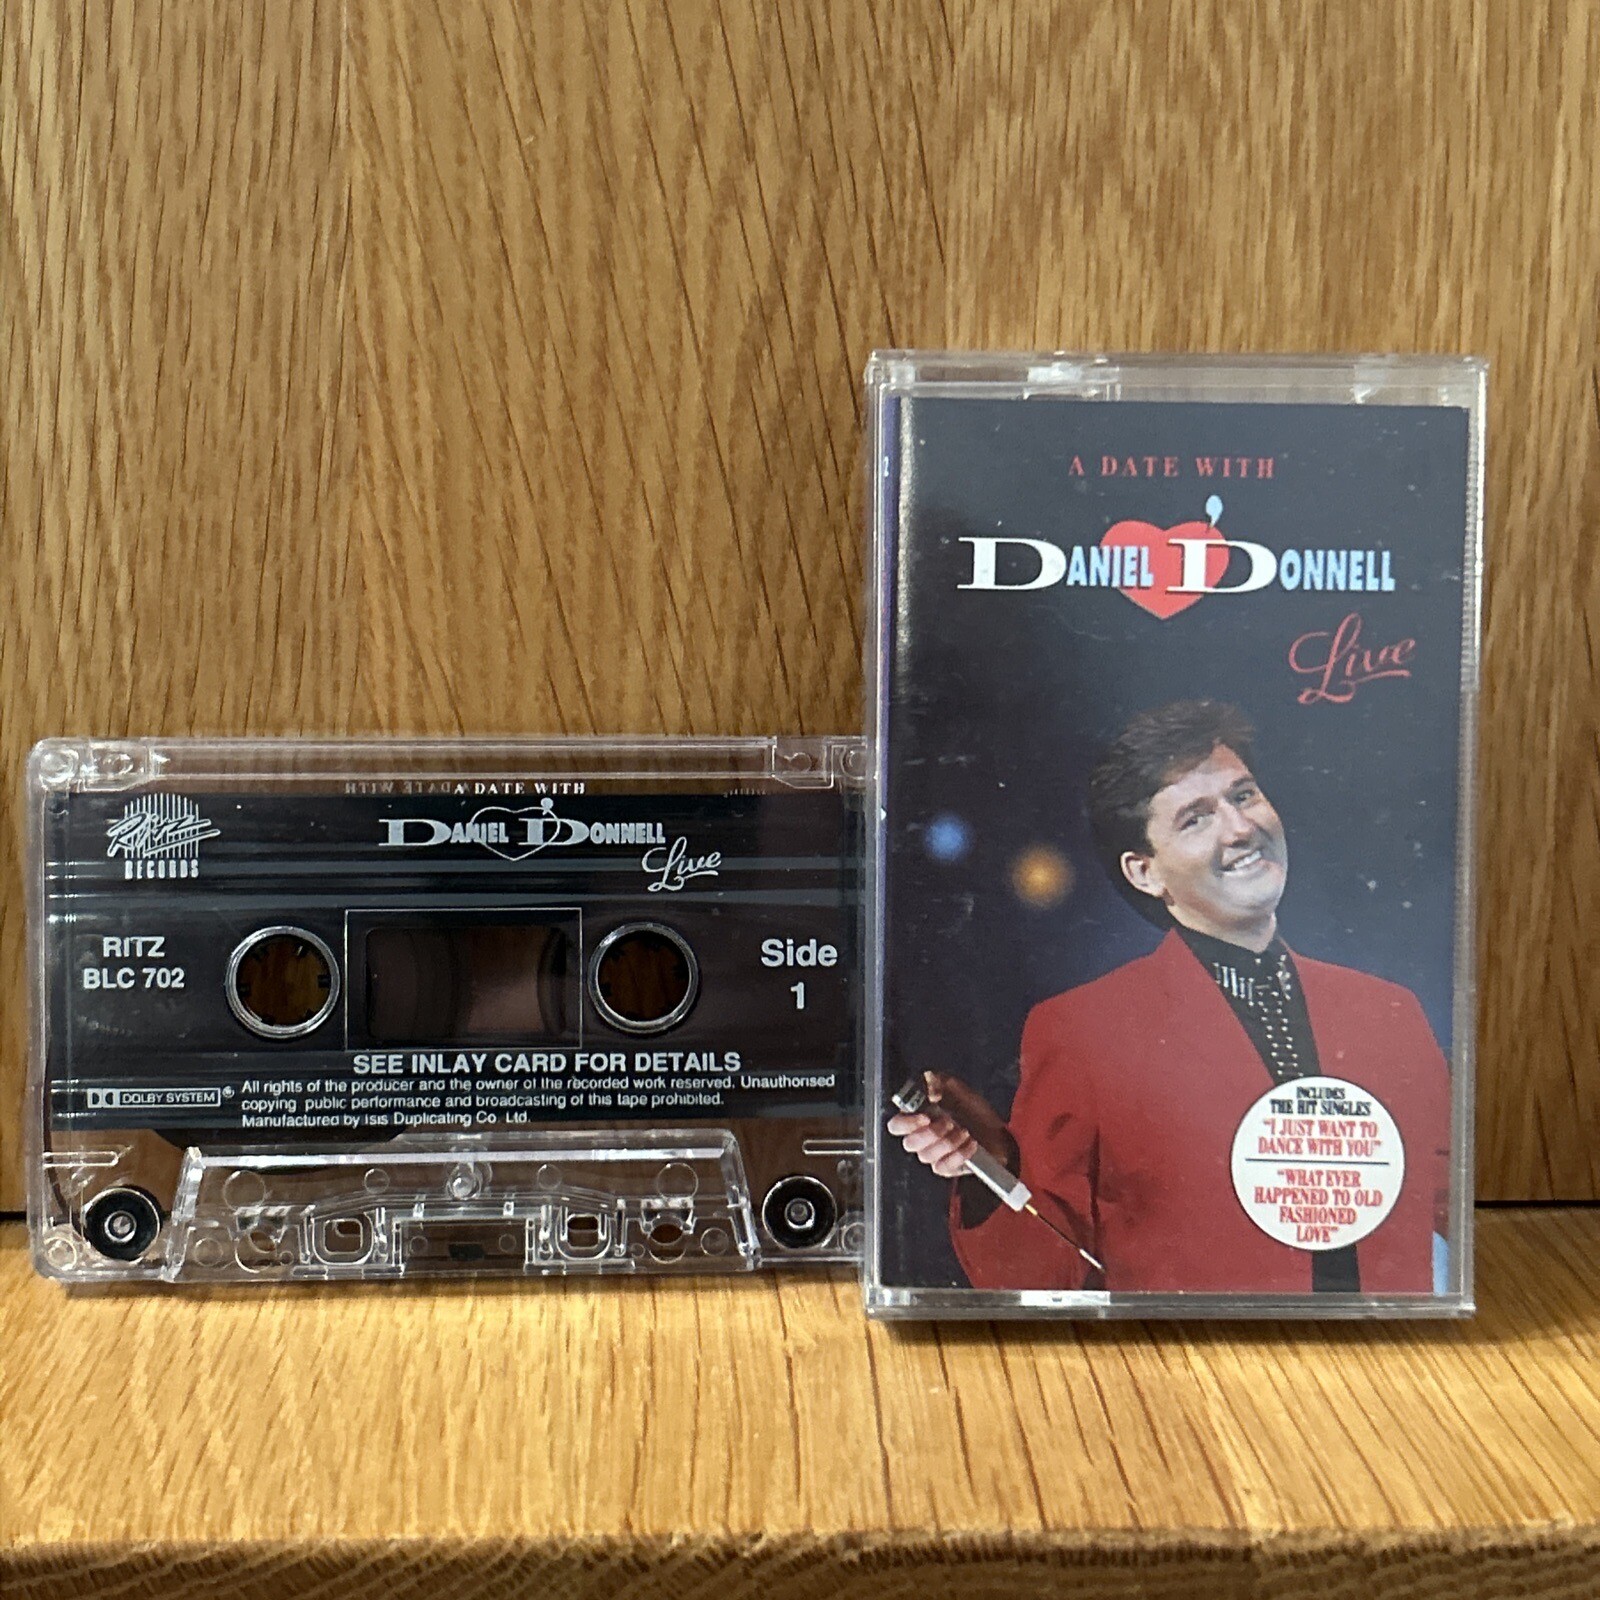 A DATE WITH
DANIEL O'DONNELL
Live
INCLUDES
THE HIT SINGLES
"I JUST WANT TO
DANCE WITH YOU"
"WHAT EVER
HAPPENED TO OLD
FASHIONED
LOVE"
A DATE WITH
DANIEL O'DONNELL
Live
Ritz
RECORDS
RITZ
BLC 702
Side
1
SEE INLAY CARD FOR DETAILS
DOLBY SYSTEM ®
All rights of the producer and the owner of the recorded work reserved. Unauthorised
copying public performance and broadcasting of this tape prohibited.
Manufactured by Isis Duplicating Co. Ltd.